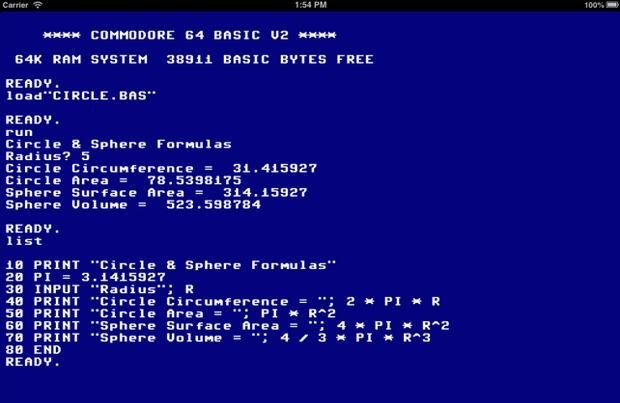 Carrier 1:54 PM 100%
**** COMMODORE 64 BASIC V2 ****
64K RAM SYSTEM 38911 BASIC BYTES FREE
READY.
load"CIRCLE.BAS"
READY.
run
Circle & Sphere Formulas
Radius? 5
Circle Circumference = 31.415927
Circle Area = 78.5398175
Sphere Surface Area = 314.15927
Sphere Volume = 523.598784
READY.
list
10 PRINT "Circle & Sphere Formulas"
20 PI = 3.1415927
30 INPUT "Radius"; R
40 PRINT "Circle Circumference = "; 2 * PI * R
50 PRINT "Circle Area = "; PI * R^2
60 PRINT "Sphere Surface Area = "; 4 * PI * R^2
70 PRINT "Sphere Volume = "; 4 / 3 * PI * R^3
80 END
READY.